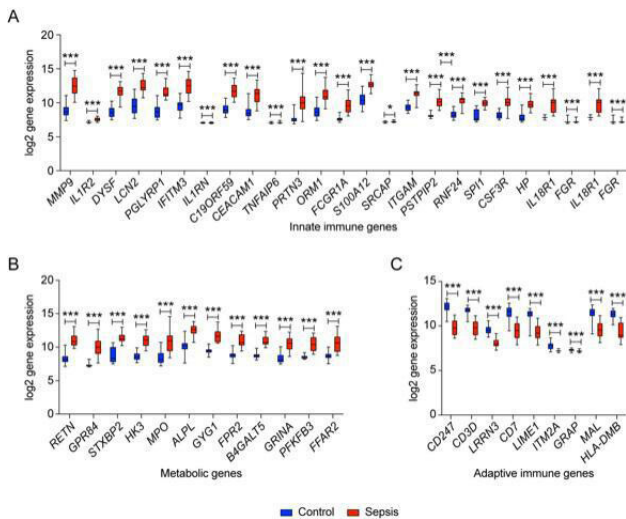 A
log2 gene expression
20
15
10
5
0
*** *** *** *** *** *** *** *** *** *** *** *** *** *** * *** *** *** *** *** *** *** *** *** ***
MMP9 IL1R2 DYSF LCN2 PGLYRP1 IFITM3 IL1RN C19ORF59 CEACAM1 TNFAIP6 PRTN3 ORM1 FCGR1A S100A12 SRCAP ITGAM PSTPIP2 RNF24 SPI1 CSF3R HP IL18R1 FGR IL18R1 FGR
Innate immune genes
B
log2 gene expression
20
15
10
5
0
*** *** *** *** *** *** *** *** *** *** *** ***
RETN GPR84 STXBP2 HK3 MPO ALPL GYG1 FPR2 B4GALT5 GRINA PFKFB3 FFAR2
Metabolic genes
C
log2 gene expression
15
10
5
0
*** *** *** *** *** *** *** *** ***
CD247 CD3D LRRN3 CD7 LIME1 ITM2A GRAP MAL HLA-DMB
Adaptive immune genes
Control Sepsis